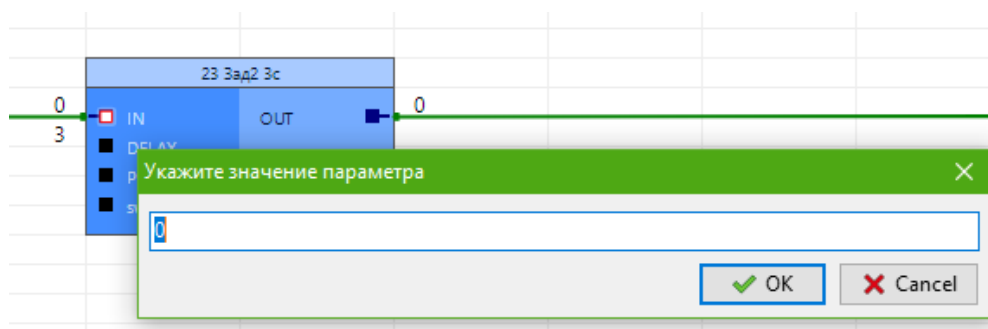 23 Зад2 3с
0
IN
OUT
0
3
DELAY
Укажите значение параметра
0
OK
Cancel